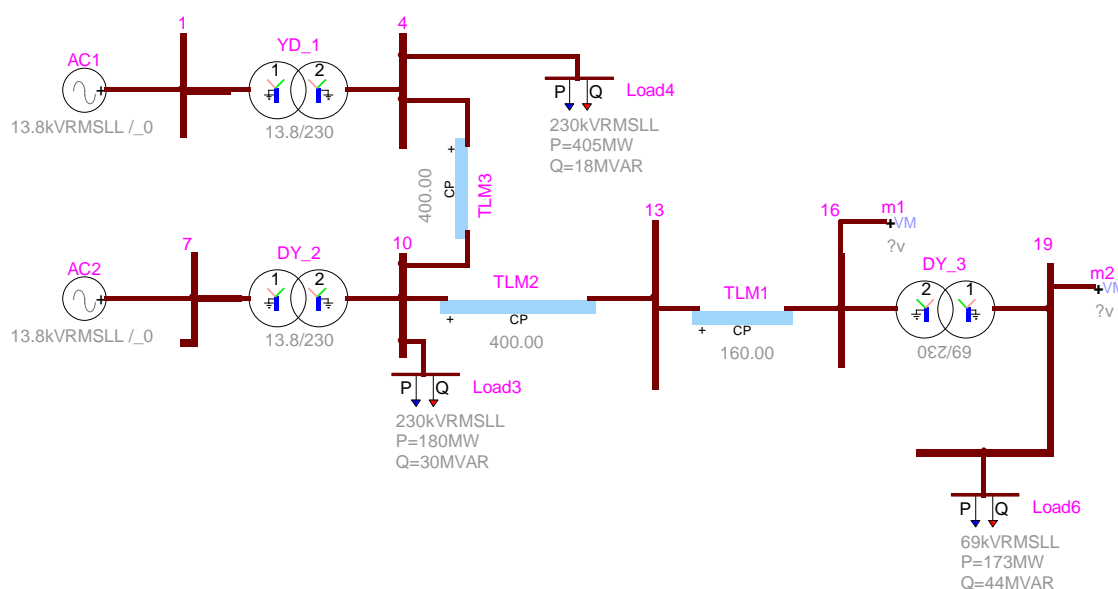 1
AC1
+
13.8kVRMSLL /_0
YD_1
1
2
13.8/230
4
P
Q
Load4
230kVRMSLL
P=405MW
Q=18MVAR
+
CP
400.00
TLM3
7
AC2
+
13.8kVRMSLL /_0
DY_2
1
2
13.8/230
10
TLM2
+
CP
400.00
P
Q
Load3
230kVRMSLL
P=180MW
Q=30MVAR
13
TLM1
+
CP
160.00
16
m1
+VM
?v
DY_3
2
1
69/230
19
m2
+VM
?v
P
Q
Load6
69kVRMSLL
P=173MW
Q=44MVAR